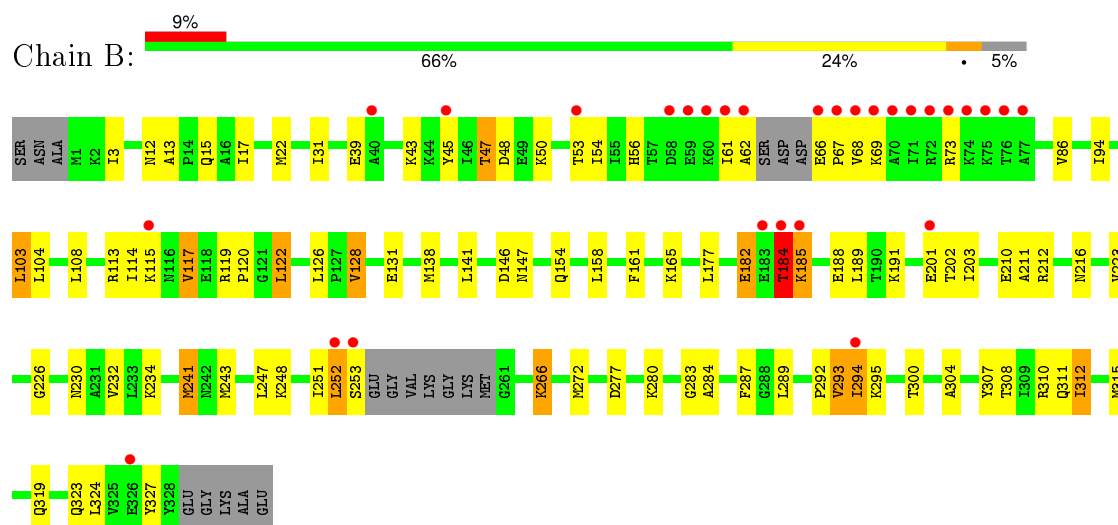 9%
Chain B:
66% 24% • 5%
SER ASN ALA M1 K2 I3 N12 A13 P14 Q15 A16 I17 M22 I31 E39 A40 K43 K44 Y45 I46 T47 D48 E49 K50 T53 I54 I55 H56 T57 D58 E59 K60 I61 A62 SER ASP ASP E66 P67 V68 K69 A70 I71 R72 R73 K74 K75 T76 A77 V86 I94
L103 L104 L108 R113 I114 K115 N116 V117 E118 R119 P120 G121 L122 L126 P127 V128 E131 M138 L141 D146 N147 Q154 L158 F161 K165 L177 E182 E183 T184 K185 E188 L189 T190 K191 E201 T202 I203 E210 A211 R212 N216
G226 N230 A231 V232 L233 K234 M241 N242 M243 L247 K248 I251 L252 S253 GLU GLY VAL LYS GLY LYS MET G261 K266 M272 D277 K280 G283 A284 F287 G288 L289 P292 V293 I294 K295 T300 A304 Y307 T308 I309 R310 Q311 I312 M315
Q319 Q323 L324 V325 E326 Y327 Y328 GLU GLY LYS ALA GLU